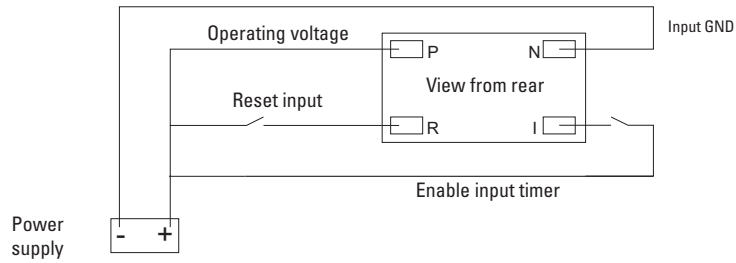 Operating voltage
Input GND
P
N
View from rear
Reset input
R
I
Enable input timer
Power
supply
- +